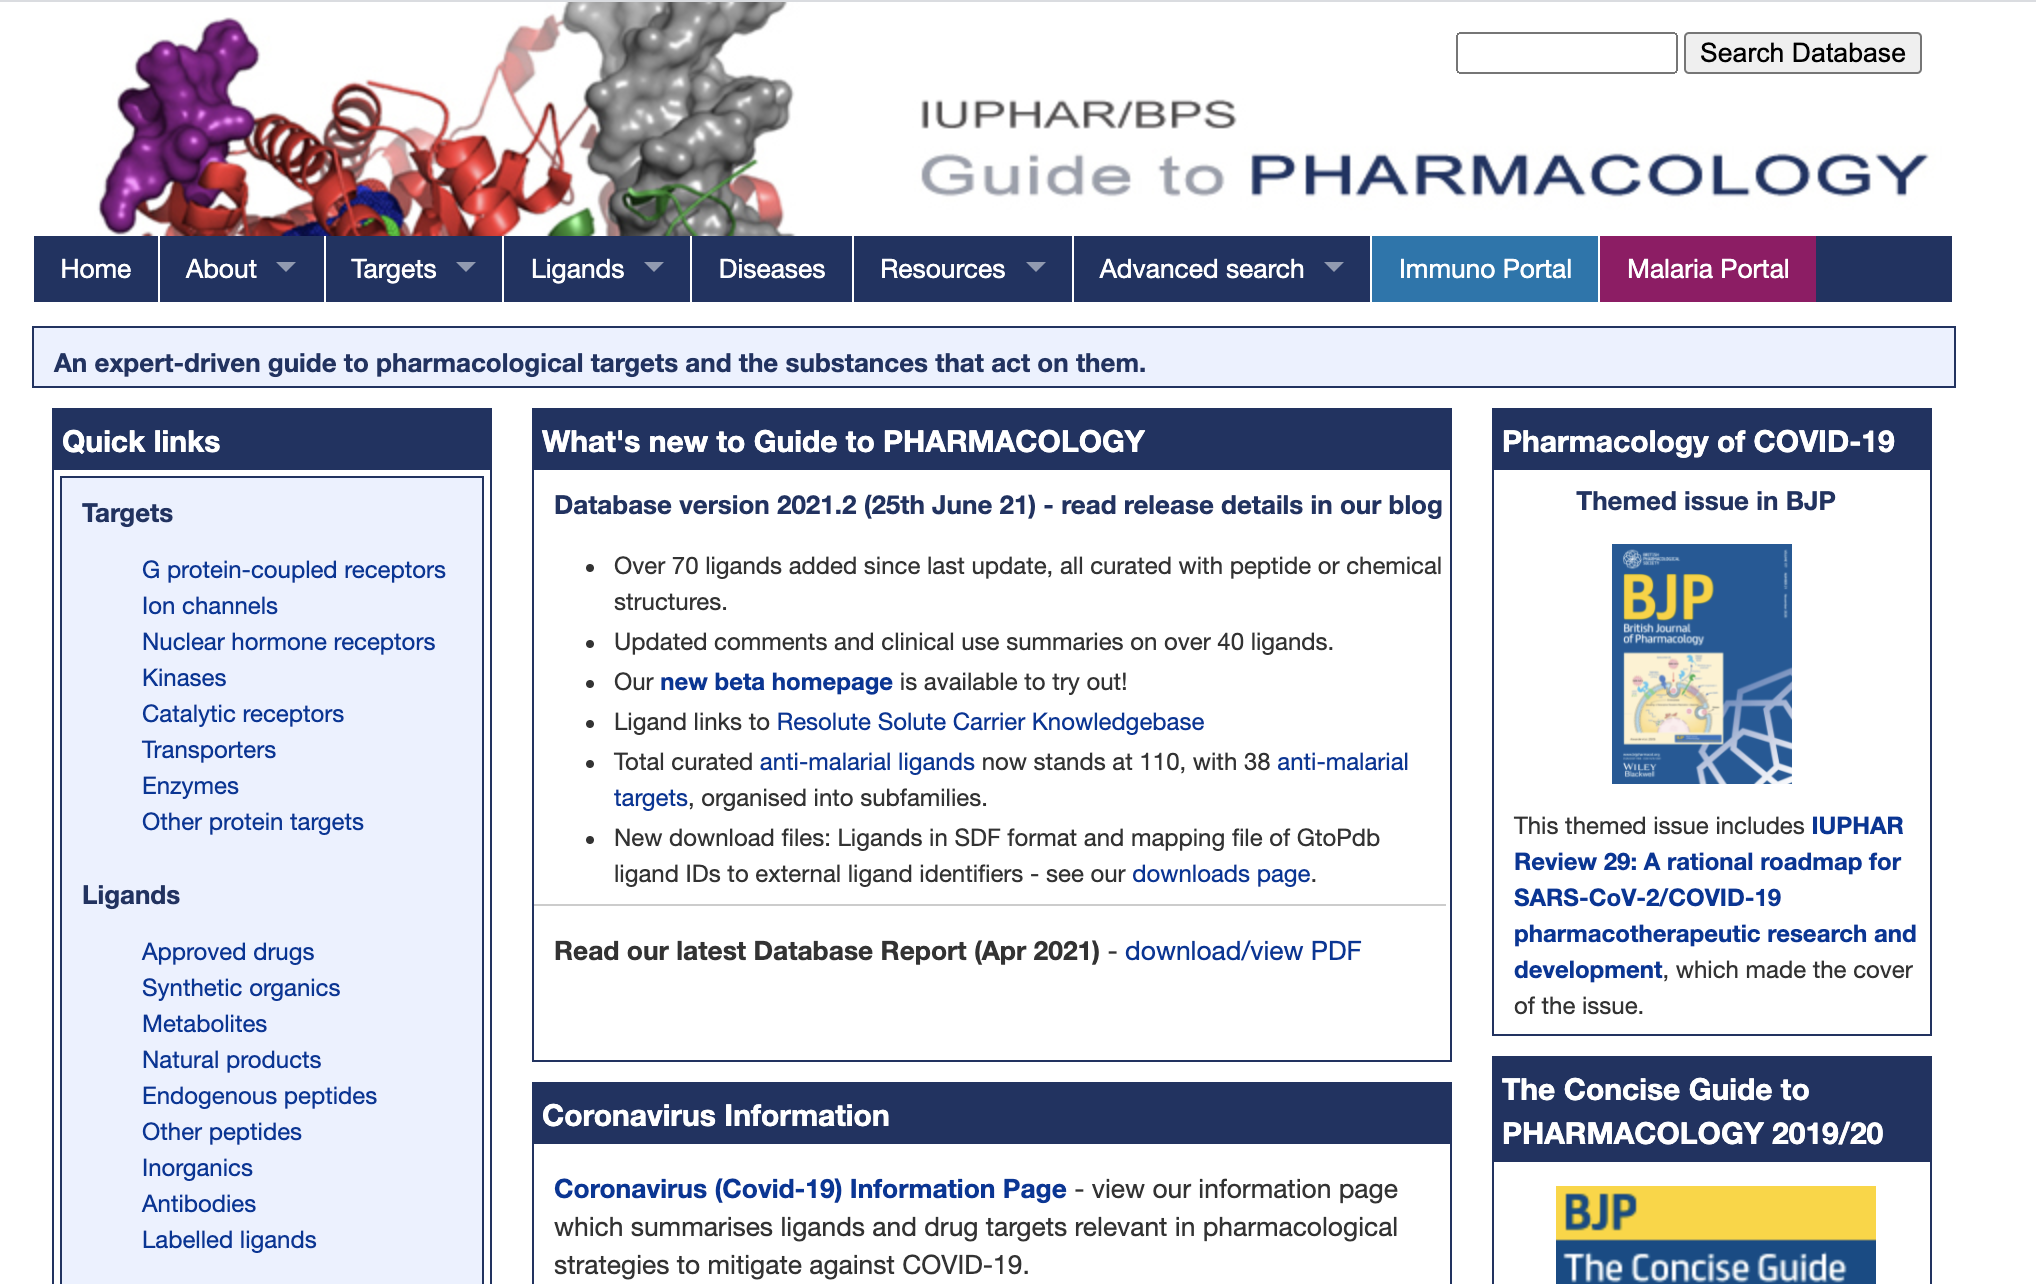 Search Database
IUPHAR/BPS
Guide to PHARMACOLOGY
Home
About
Targets
Ligands
Diseases
Resources
Advanced search
Immuno Portal
Malaria Portal
An expert-driven guide to pharmacological targets and the substances that act on them.
Quick links
Targets
G protein-coupled receptors
Ion channels
Nuclear hormone receptors
Kinases
Catalytic receptors
Transporters
Enzymes
Other protein targets
Ligands
Approved drugs
Synthetic organics
Metabolites
Natural products
Endogenous peptides
Other peptides
Inorganics
Antibodies
Labelled ligands
What's new to Guide to PHARMACOLOGY
Database version 2021.2 (25th June 21) - read release details in our blog
Over 70 ligands added since last update, all curated with peptide or chemical
structures.
Updated comments and clinical use summaries on over 40 ligands.
Our new beta homepage is available to try out!
Ligand links to Resolute Solute Carrier Knowledgebase
Total curated anti-malarial ligands now stands at 110, with 38 anti-malarial
targets, organised into subfamilies.
New download files: Ligands in SDF format and mapping file of GtoPdb
ligand IDs to external ligand identifiers - see our downloads page.
Read our latest Database Report (Apr 2021) - download/view PDF
Coronavirus Information
Coronavirus (Covid-19) Information Page - view our information page
which summarises ligands and drug targets relevant in pharmacological
strategies to mitigate against COVID-19.
Pharmacology of COVID-19
Themed issue in BJP
BJP
British Journal
of Pharmacology
WILEY
Blackwell
This themed issue includes IUPHAR
Review 29: A rational roadmap for
SARS-CoV-2/COVID-19
pharmacotherapeutic research and
development, which made the cover
of the issue.
The Concise Guide to
PHARMACOLOGY 2019/20
BJP
The Concise Guide